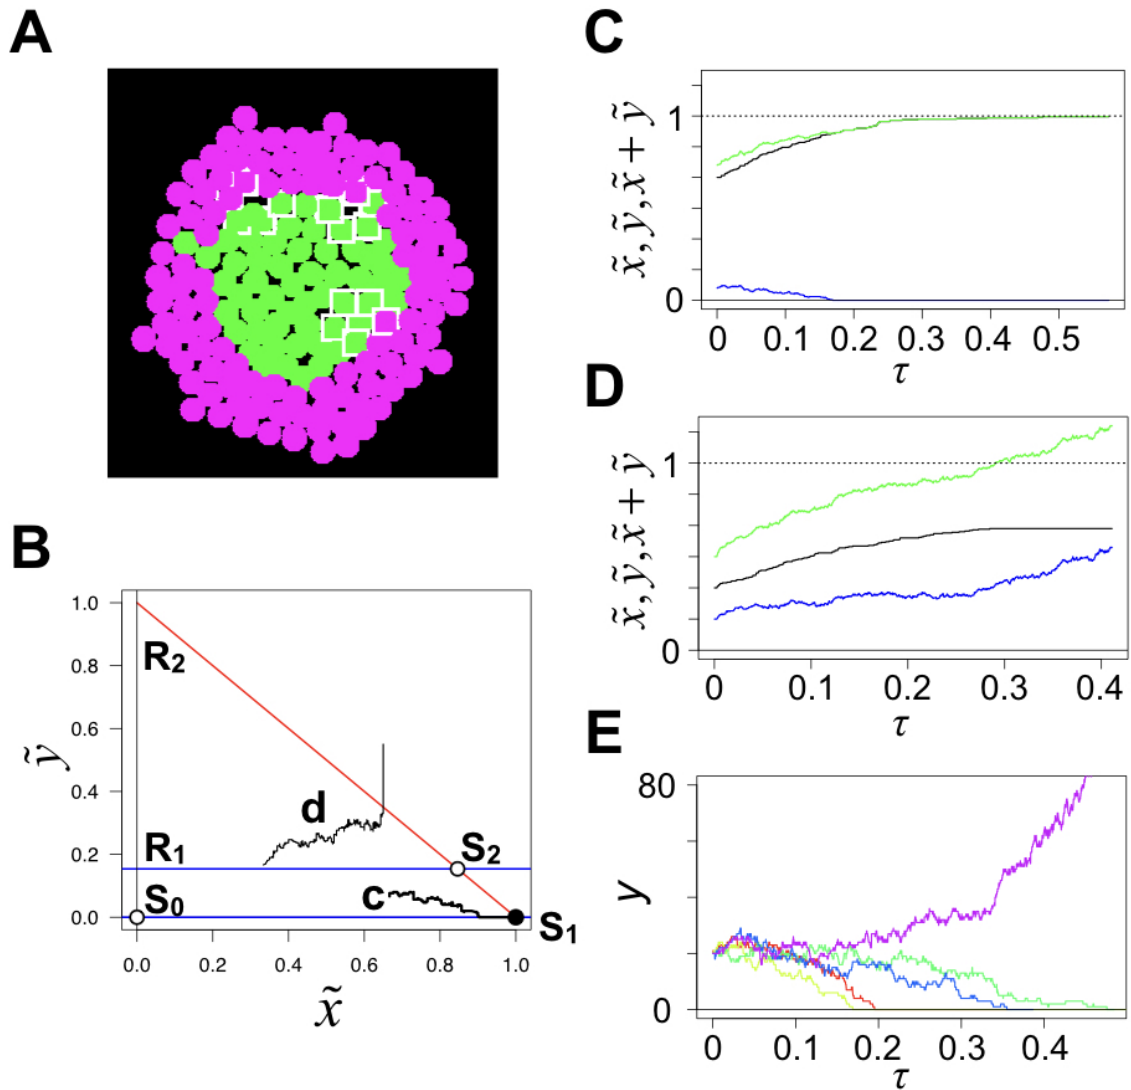 A
B
1.0
0.8
0.6
0.4
0.2
0.0
ỹ
R₂
d
R₁
S₂
S₀
c
S₁
0.0 0.2 0.4 0.6 0.8 1.0
x̃
C
x̃, ỹ, x̃ + ỹ
1
0
0 0.1 0.2 0.3 0.4 0.5
τ
D
x̃, ỹ, x̃ + ỹ
1
0
0 0.1 0.2 0.3 0.4
τ
E
y
80
0
0 0.1 0.2 0.3 0.4
τ